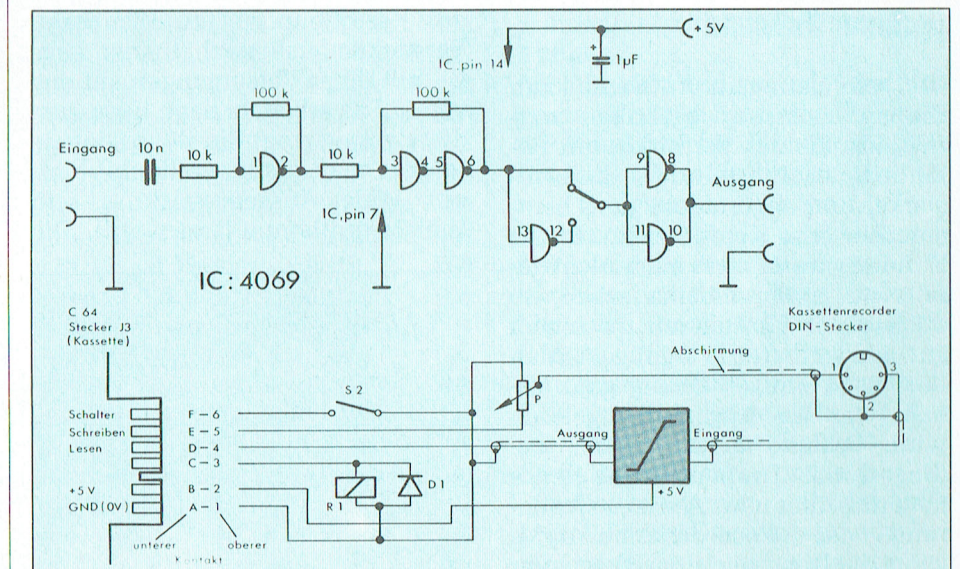 +5V
IC.pin 14
+
1µF
100 k
100 k
Eingang
10 n
10 k
1
2
10 k
3
4
5
6
9
8
Ausgang
IC,pin 7
13
12
11
10
IC: 4069
C 64
Stecker J3
(Kassette)
Kassettenrecorder
DIN-Stecker
Abschirmung
1
3
2
S 2
P
Schalter
F-6
Schreiben
E-5
Lesen
D-4
C-3
Ausgang
Eingang
+5V
R 1
D 1
+5 V
B-2
GND(0V)
A-1
unterer
oberer
Kontakt